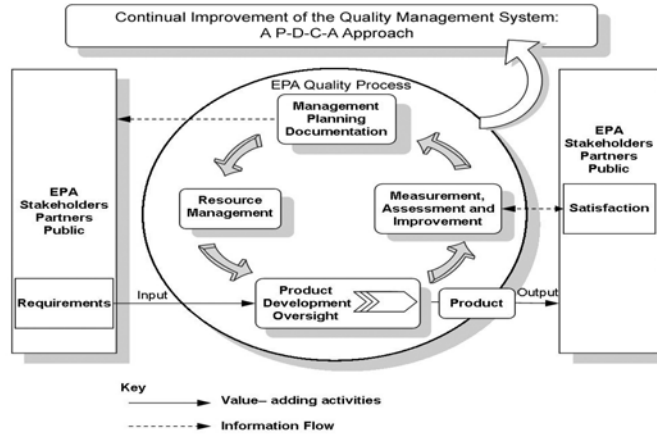 Continual Improvement of the Quality Management System:
A P-D-C-A Approach
EPA Quality Process
Management
Planning
Documentation
EPA
Stakeholders
Partners
Public
Resource
Management
Measurement,
Assessment and
Improvement
EPA
Stakeholders
Partners
Public
Satisfaction
Requirements
Input
Product
Development
Oversight
Product
Output
Key
Value– adding activities
Information Flow